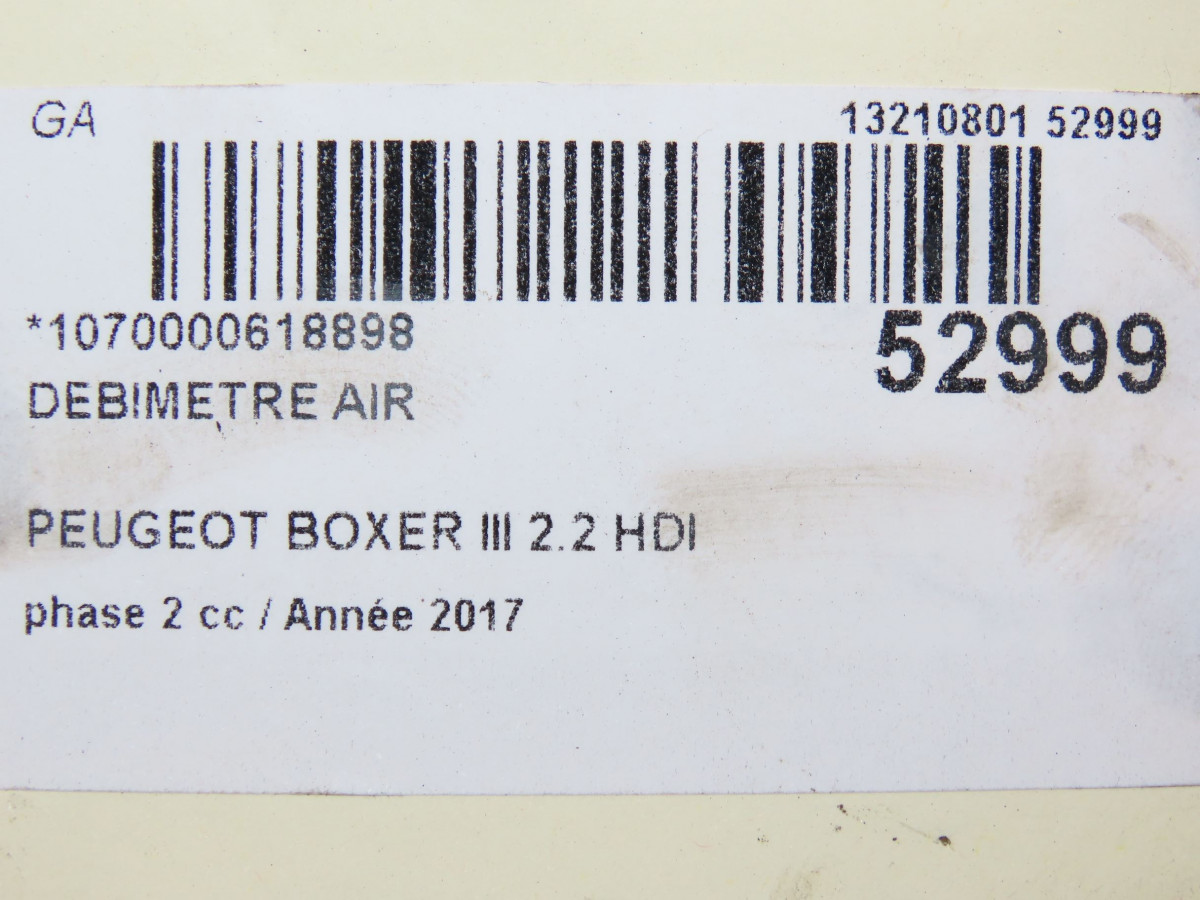 GA
13210801 52999
*1070000618898
52999
DEBIMETRE AIR
PEUGEOT BOXER III 2.2 HDI
phase 2 cc / Année 2017